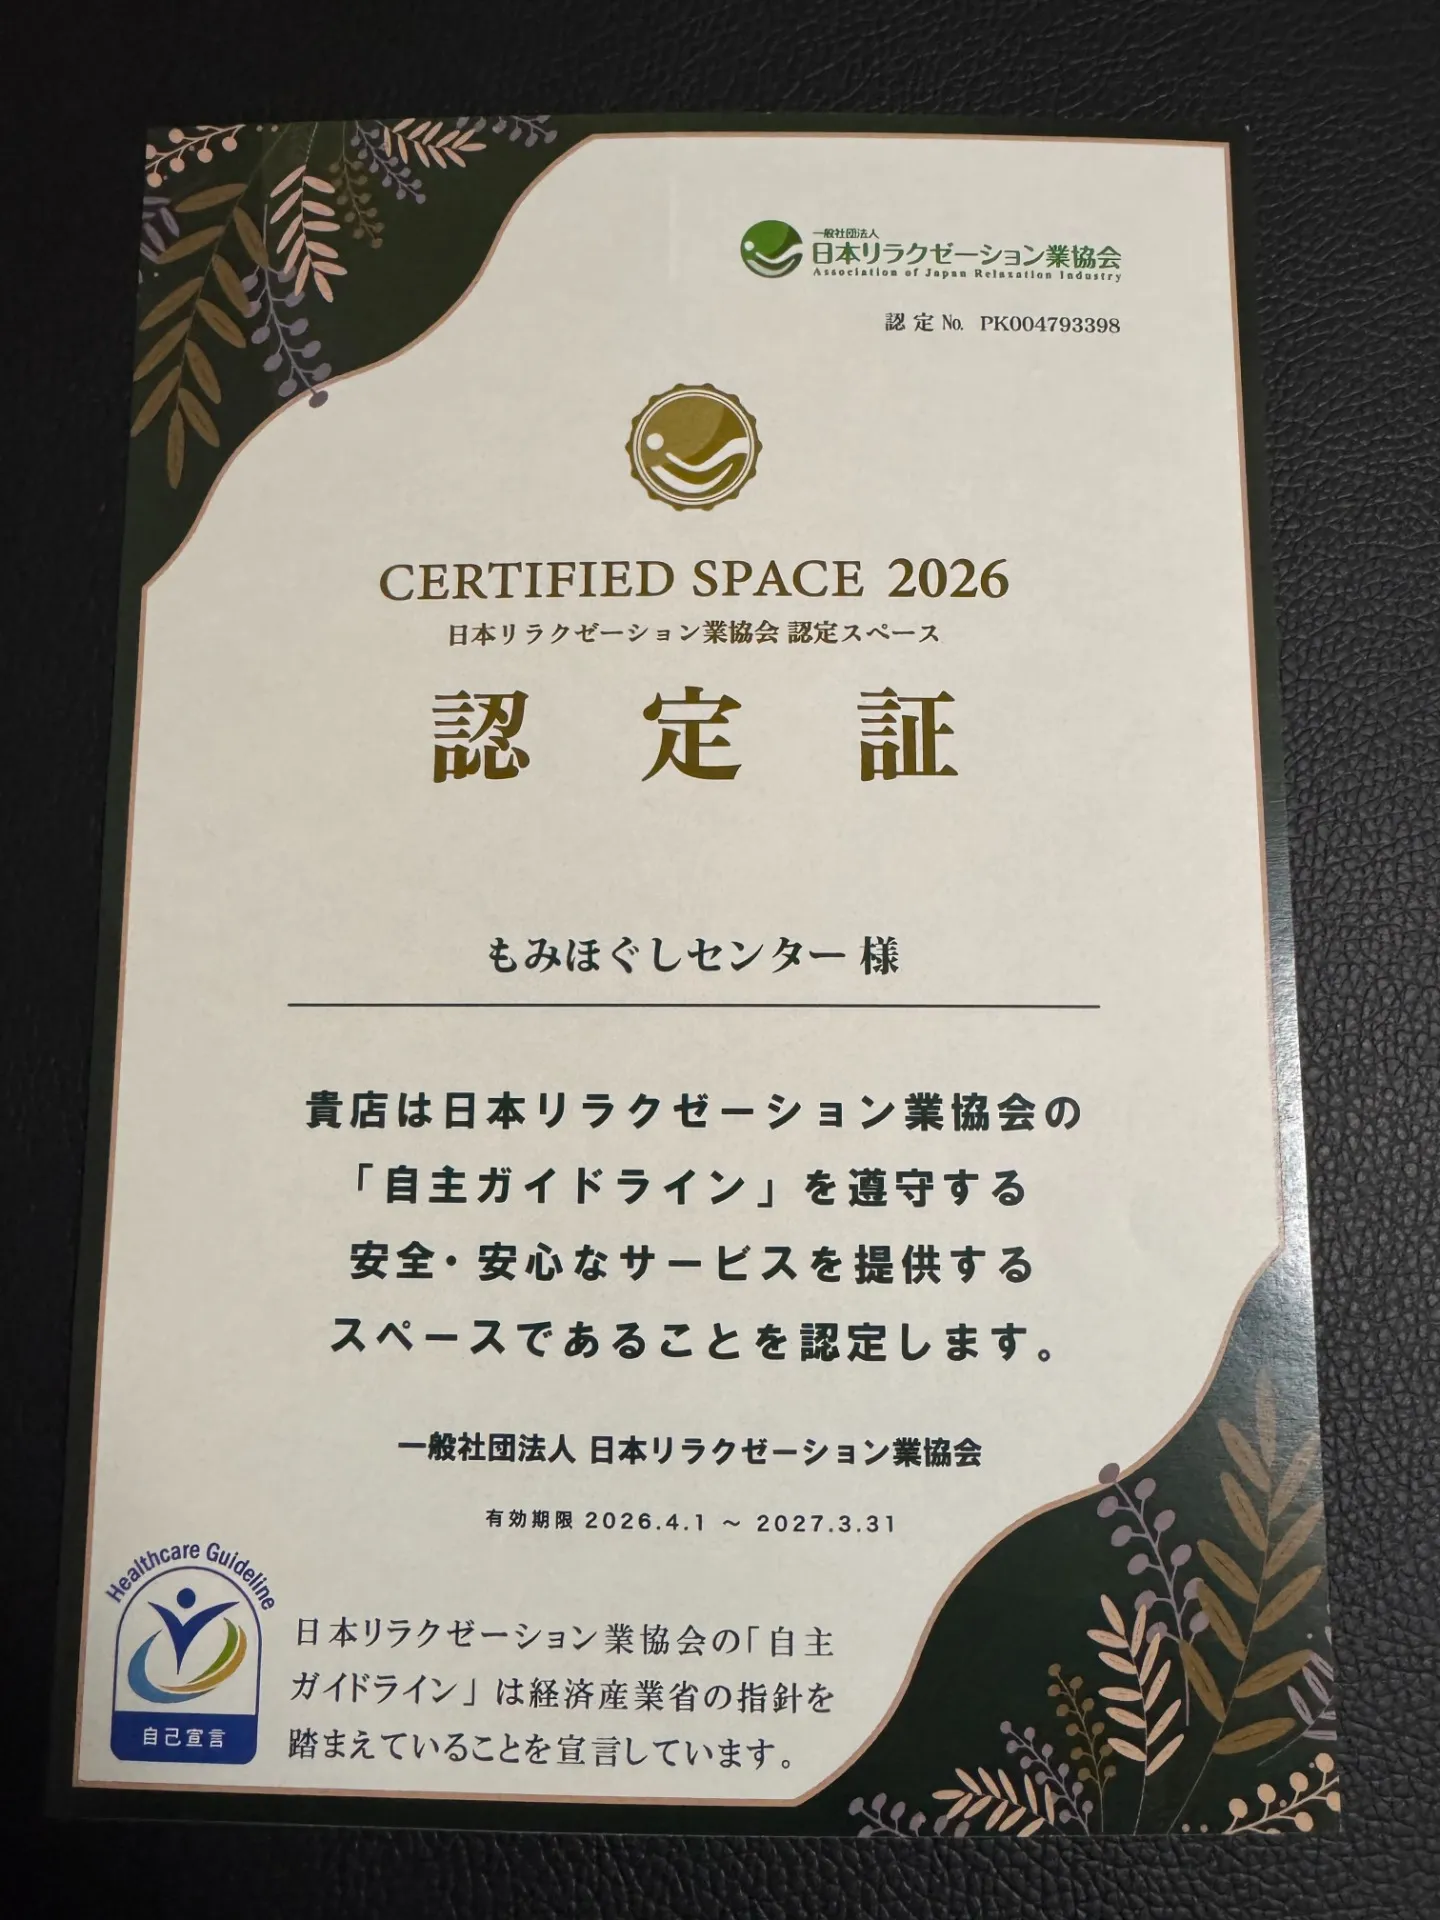 一般社団法人
日本リラクゼーション業協会
Association of Japan Relaxation Industry
認定 No. PK004793398
CERTIFIED SPACE 2026
日本リラクゼーション業協会 認定スペース
認定証
もみほぐしセンター 様
貴店は日本リラクゼーション業協会の
「自主ガイドライン」を遵守する
安全・安心なサービスを提供する
スペースであることを認定します。
一般社団法人 日本リラクゼーション業協会
有効期限 2026.4.1 ～ 2027.3.31
Healthcare Guideline
自己宣言
日本リラクゼーション業協会の「自主
ガイドライン」は経済産業省の指針を
踏まえていることを宣言しています。